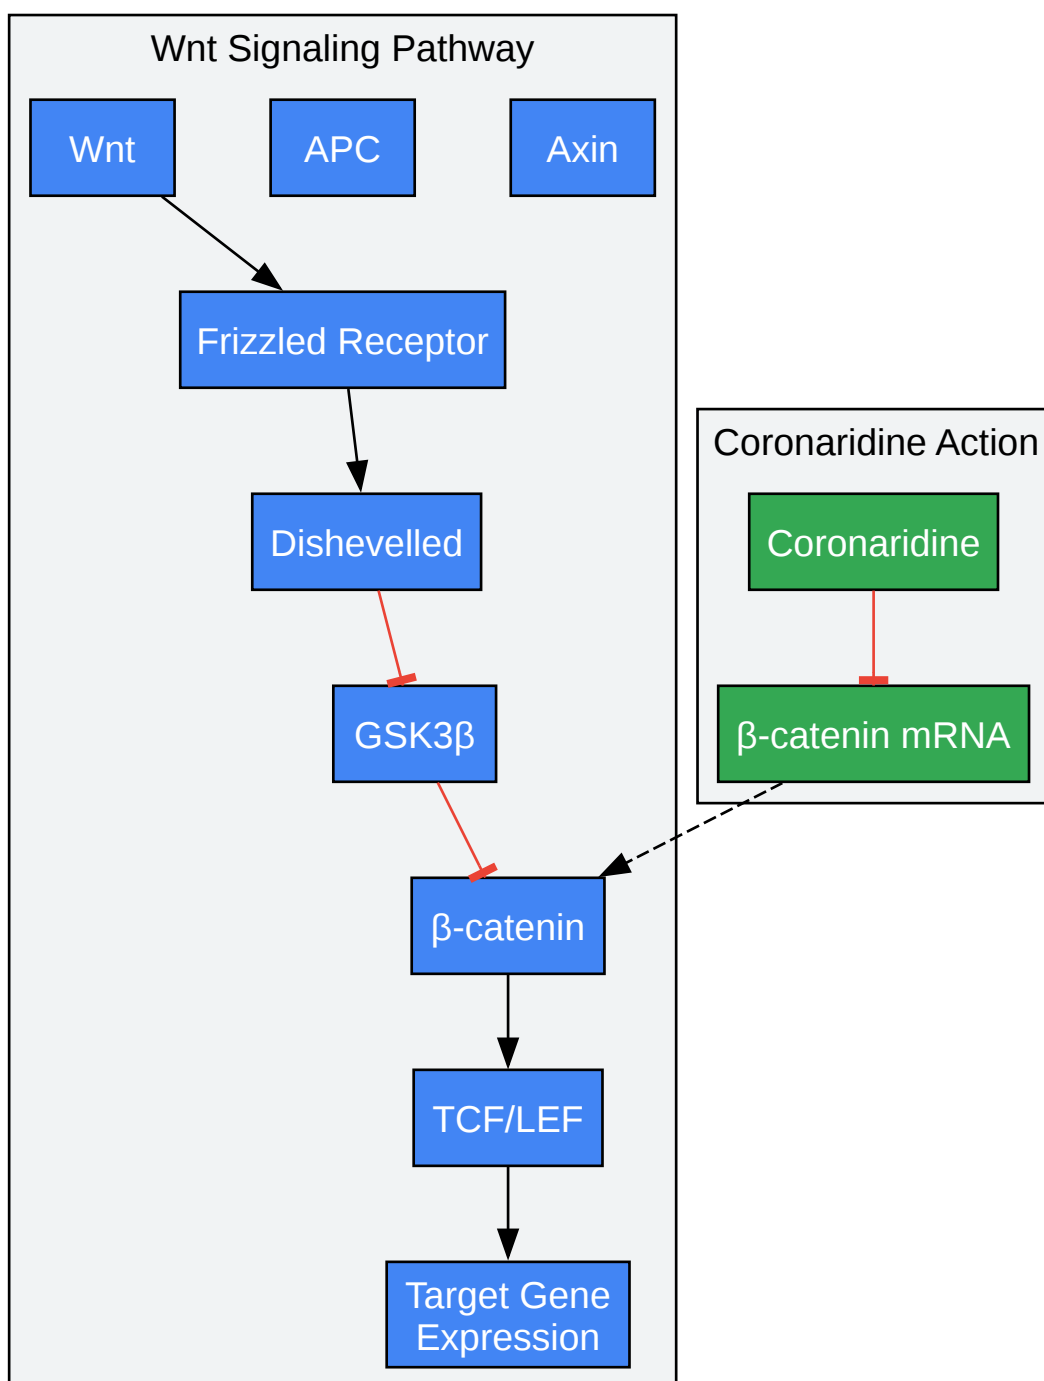 Wnt Signaling Pathway
Wnt
APC
Axin
Frizzled Receptor
Dishevelled
GSK3β
β-catenin
TCF/LEF
Target Gene
Expression
Coronaridine Action
Coronaridine
β-catenin mRNA